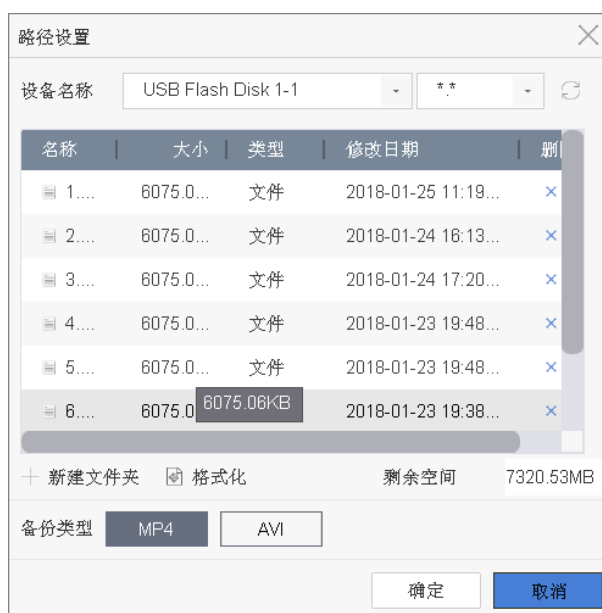 路径设置
设备名称 USB Flash Disk 1-1 *.*
名称 大小 类型 修改日期
1.... 6075.0... 文件 2018-01-25 11:19...
2.... 6075.0... 文件 2018-01-24 16:13...
3.... 6075.0... 文件 2018-01-24 17:20...
4.... 6075.0... 文件 2018-01-23 19:48...
5.... 6075.0... 文件 2018-01-23 19:48...
6.... 6075.0 6075.06KB 2018-01-23 19:38...
新建文件夹 格式化 剩余空间 7320.53MB
备份类型 MP4 AVI
确定 取消